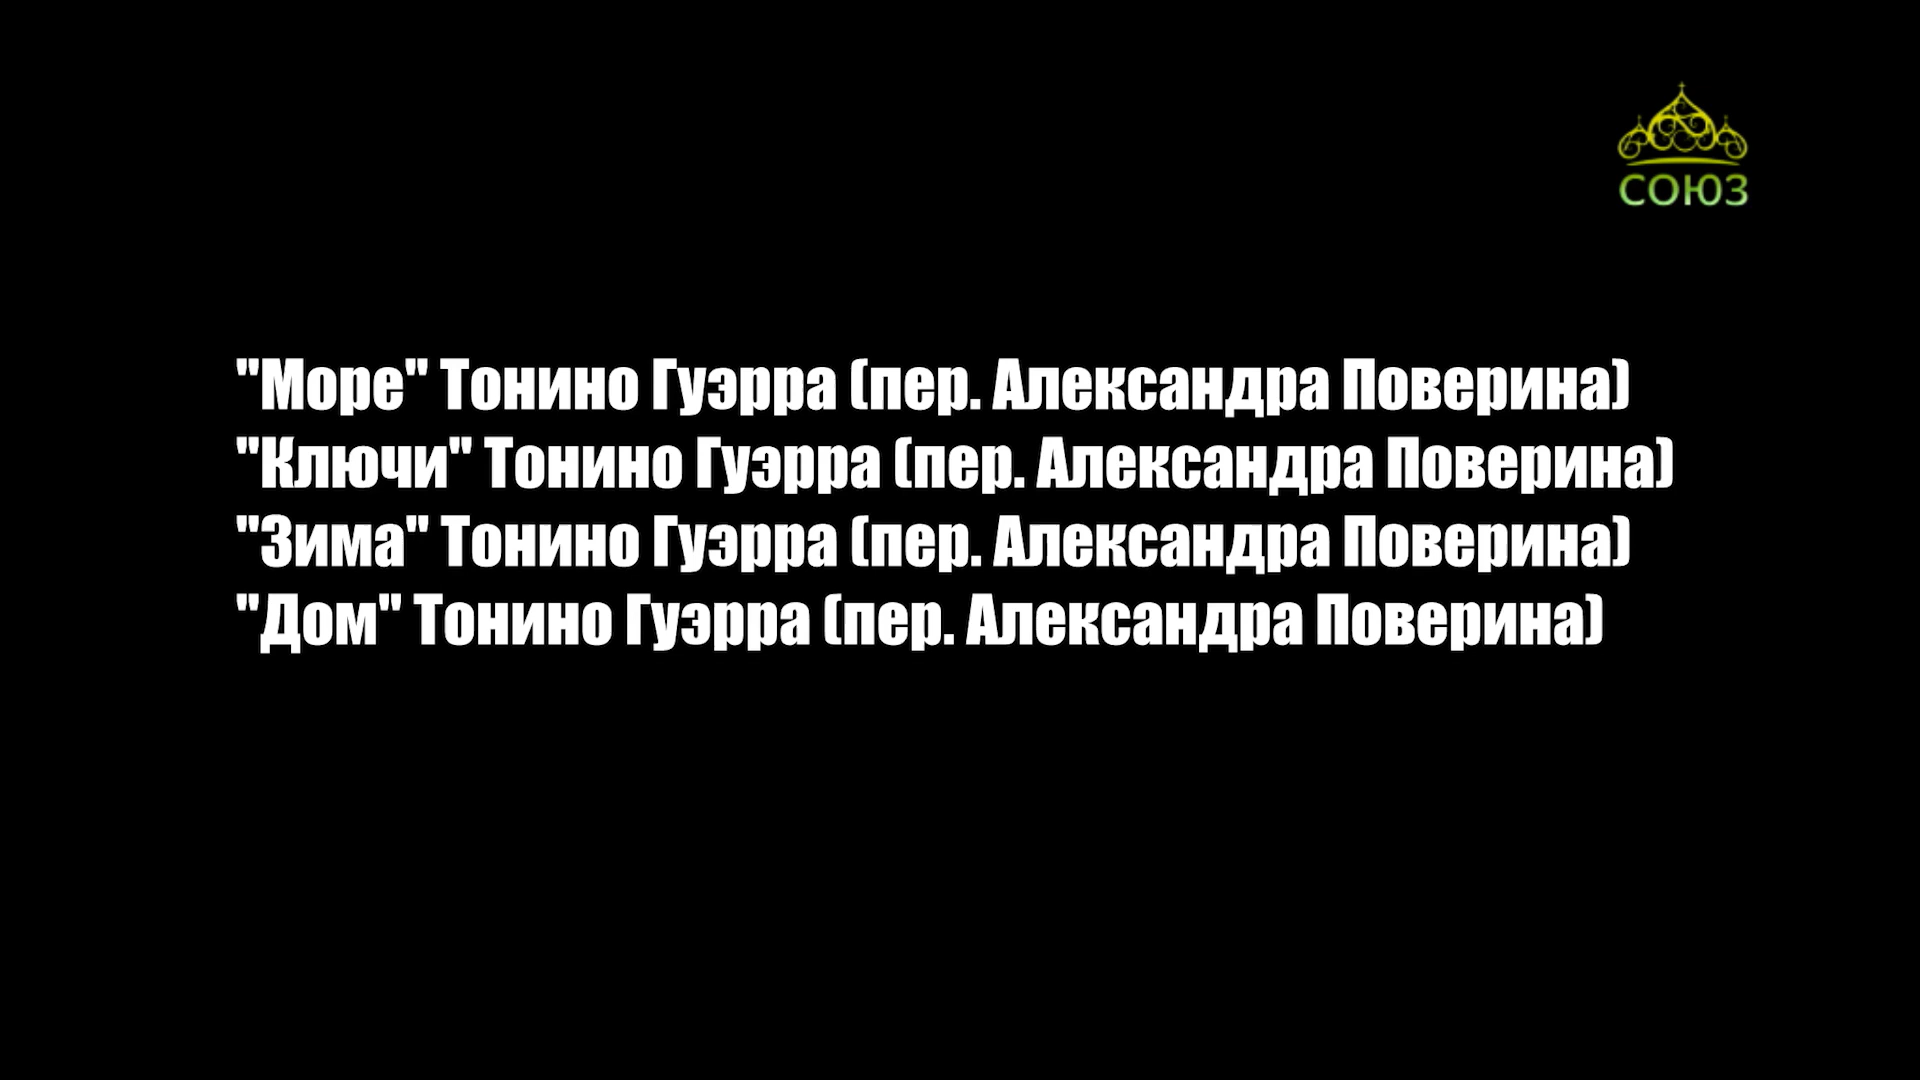 СОЮЗ
"Море" Тонино Гуэрра (пер. Александра Поверина)
"Ключи" Тонино Гуэрра (пер. Александра Поверина)
"Зима" Тонино Гуэрра (пер. Александра Поверина)
"Дом" Тонино Гуэрра (пер. Александра Поверина)